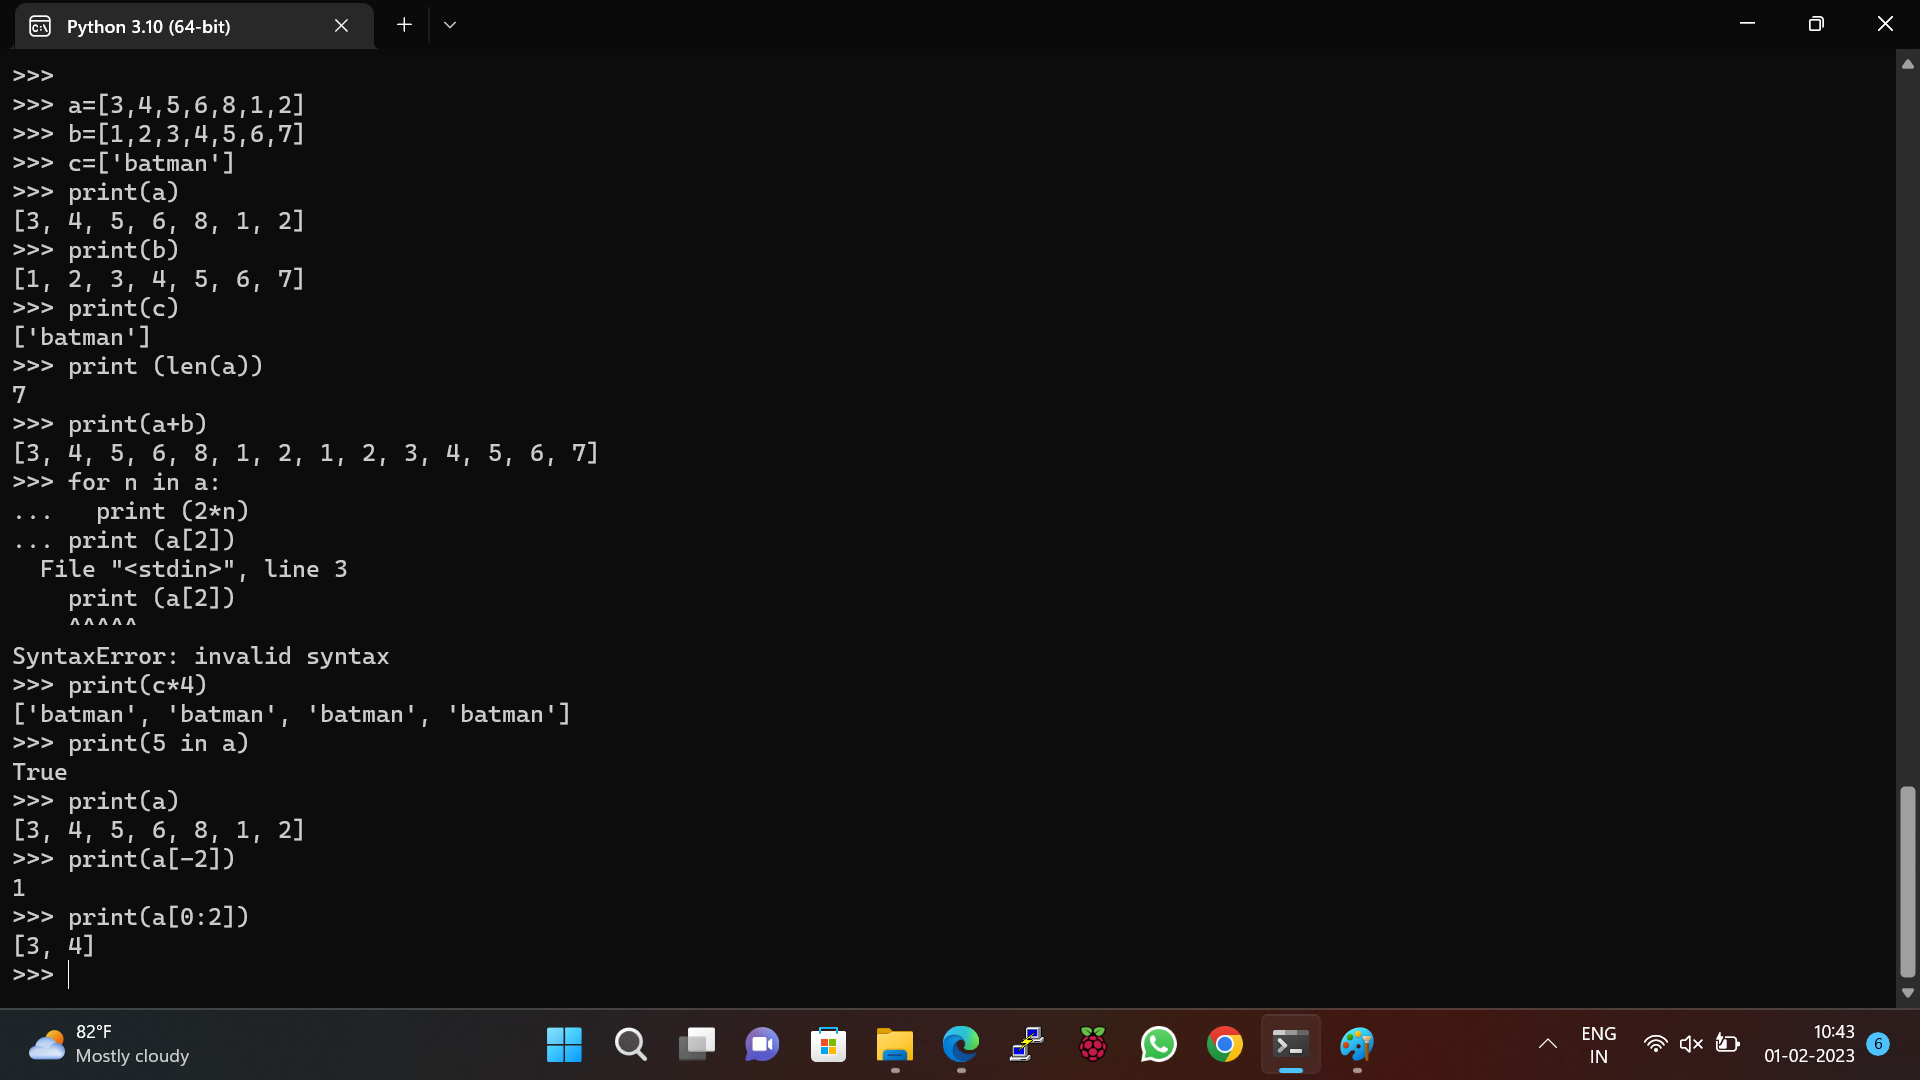 Python 3.10 (64-bit)
>>>
>>> a=[3,4,5,6,8,1,2]
>>> b=[1,2,3,4,5,6,7]
>>> c=['batman']
>>> print(a)
[3, 4, 5, 6, 8, 1, 2]
>>> print(b)
[1, 2, 3, 4, 5, 6, 7]
>>> print(c)
['batman']
>>> print (len(a))
7
>>> print(a+b)
[3, 4, 5, 6, 8, 1, 2, 1, 2, 3, 4, 5, 6, 7]
>>> for n in a:
...   print (2*n)
... print (a[2])
  File "<stdin>", line 3
    print (a[2])
    ^^^^^
SyntaxError: invalid syntax
>>> print(c*4)
['batman', 'batman', 'batman', 'batman']
>>> print(5 in a)
True
>>> print(a)
[3, 4, 5, 6, 8, 1, 2]
>>> print(a[-2])
1
>>> print(a[0:2])
[3, 4]
>>>
82°F
Mostly cloudy
ENG
IN
10:43
01-02-2023
6